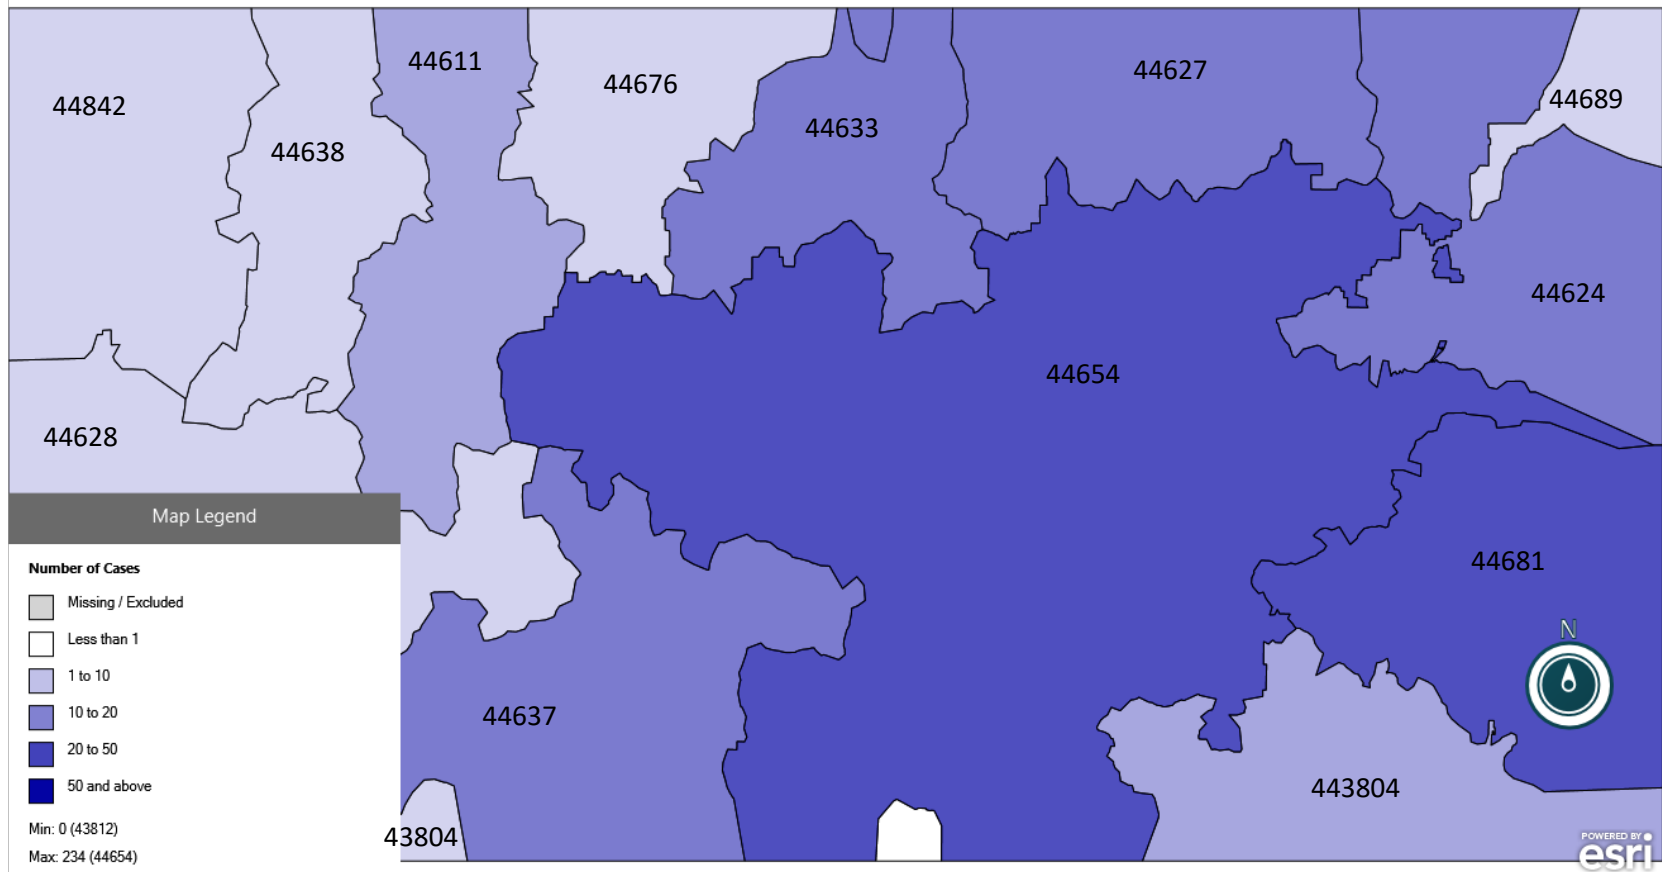 44611
44676
44627
44842
44689
44633
44638
44624
44654
44628
Map Legend
44681
Number of Cases
Missing / Excluded
Less than 1
1 to 10
10 to 20
20 to 50
50 and above
Min: 0 (43812)
Max: 234 (44654)
N
44637
443804
43804
POWERED BY
esri